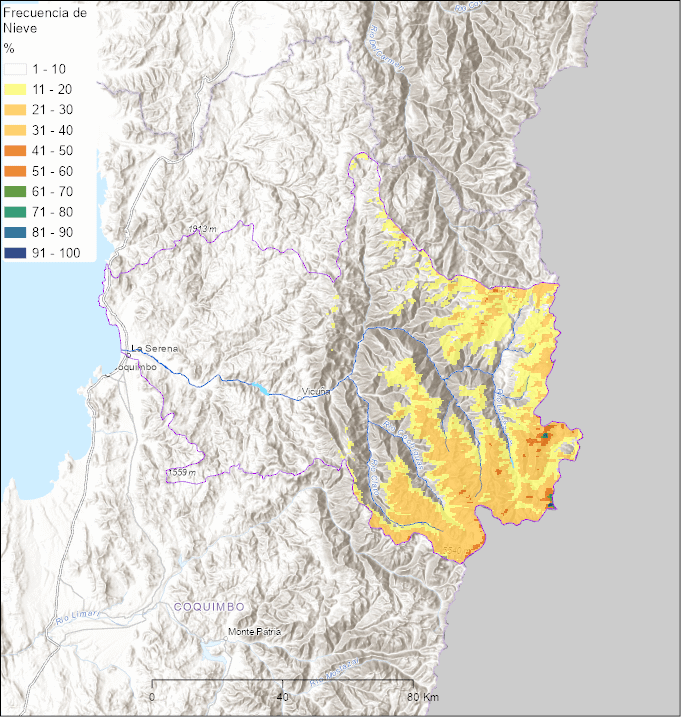 Frecuencia de
Nieve
%
1 - 10
11 - 20
21 - 30
31 - 40
41 - 50
51 - 60
61 - 70
71 - 80
81 - 90
91 - 100
1913 m
La Serena
oquimbo
Vicuña
1559 m
COQUIMBO
Río Limarí
Monte Patria
0
40
80 Km